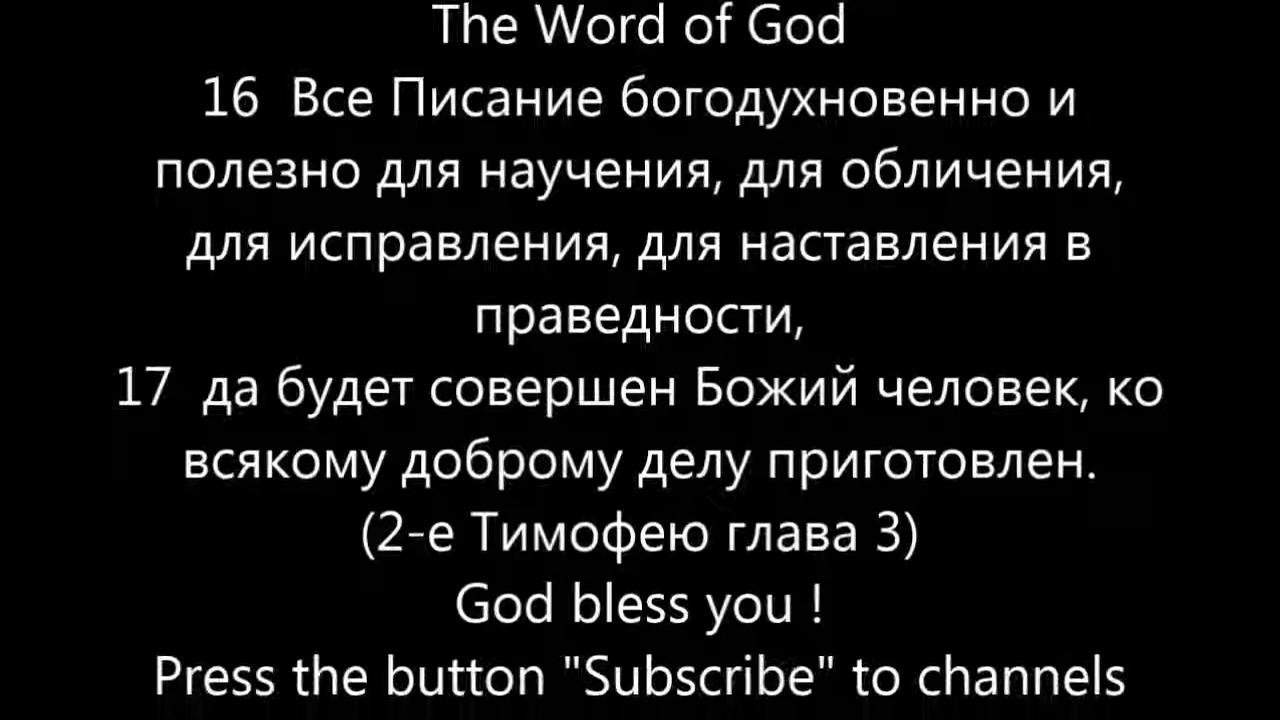 The Word of God
16  Все Писание богодухновенно и
полезно для научения, для обличения,
для исправления, для наставления в
праведности,
17  да будет совершен Божий человек, ко
всякому доброму делу приготовлен.
(2-е Тимофею глава 3)
God bless you !
Press the button "Subscribe" to channels